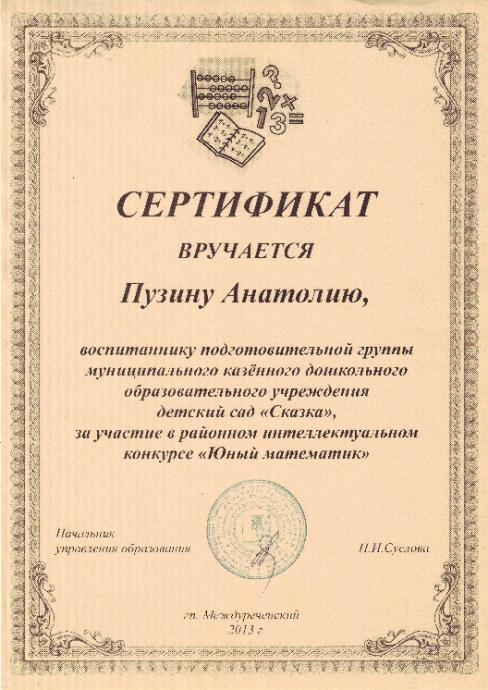 СЕРТИФИКАТ
ВРУЧАЕТСЯ
Пузину Анатолию,
воспитаннику подготовительной группы
муниципального казённого дошкольного
образовательного учреждения
детский сад «Сказка»,
за участие в районном интеллектуальном
конкурсе «Юный математик»
Начальник
управления образования
Н.И.Суслова
гп. Междуреченский
2013 г